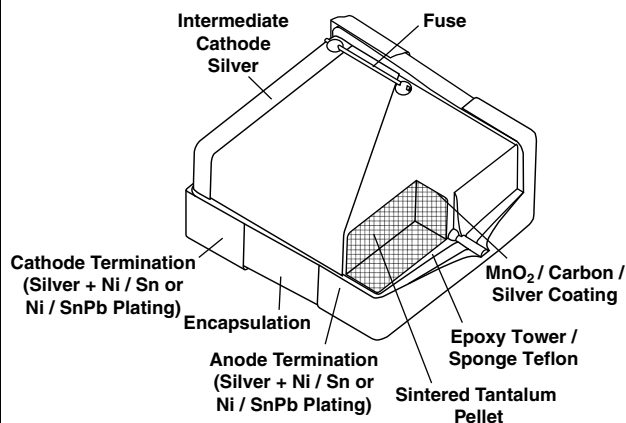 Intermediate
Cathode
Silver
Fuse
Cathode Termination
(Silver + Ni / Sn or
Ni / SnPb Plating)
Encapsulation
Anode Termination
(Silver + Ni / Sn or
Ni / SnPb Plating)
MnO₂ / Carbon /
Silver Coating
Epoxy Tower /
Sponge Teflon
Sintered Tantalum
Pellet